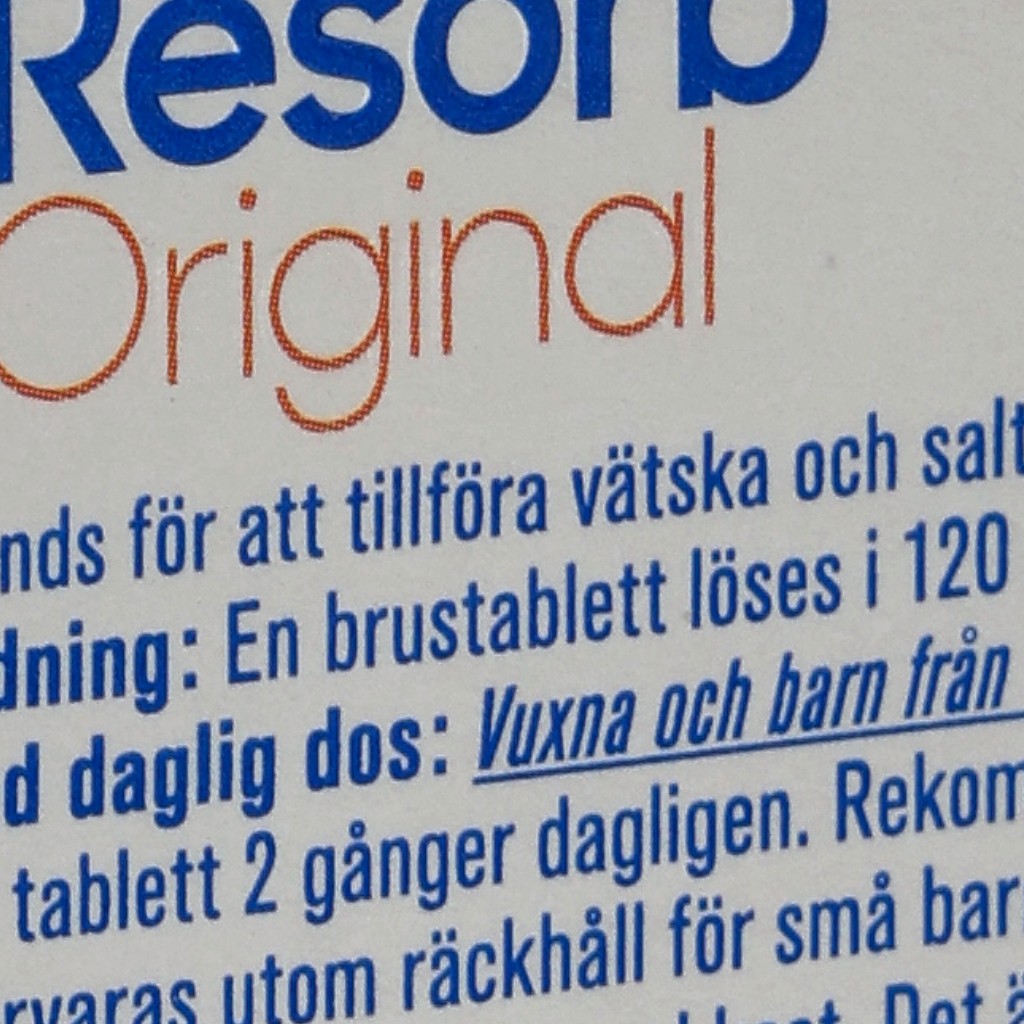 Resorb
Original
nds för att tillföra vätska och salt
dning: En brustablett löses i 120
d daglig dos: Vuxna och barn från
tablett 2 gånger dagligen. Rekom
rvaras utom räckhåll för små bar
Det